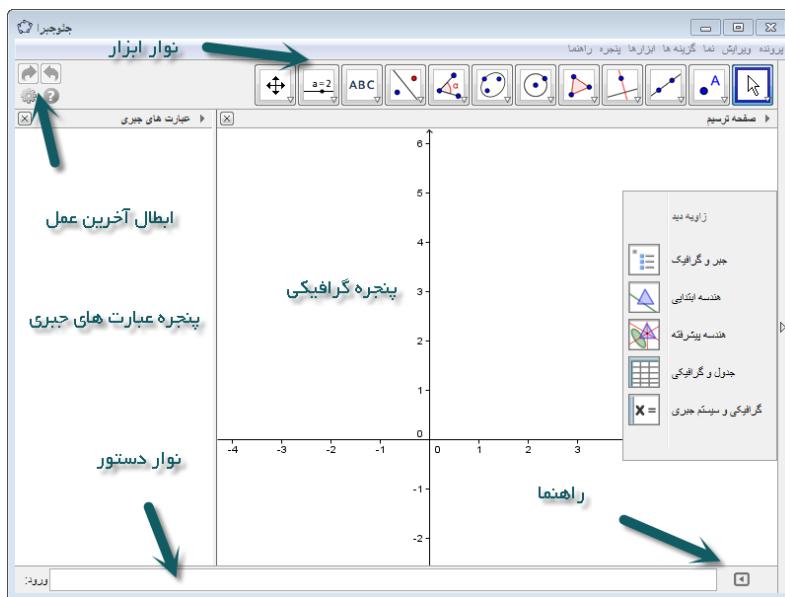 جئوجبرا
پرونده ویرایش نما گزینه ها ابزارها پنجره راهنما
نوار ابزار
a=2
ABC
α
A
صفحه ترسیم
عبارت های جبری
ابطال آخرین عمل
پنجره گرافیکی
پنجره عبارت های جبری
زاویه دید
جبر و گرافیک
هندسه ابتدایی
هندسه پیشرفته
جدول و گرافیکی
گرافیکی و سیستم جبری
X =
6
5
4
3
2
1
0
-4 -3 -2 -1 0 1 2 3
-1
-2
نوار دستور
راهنما
ورود: